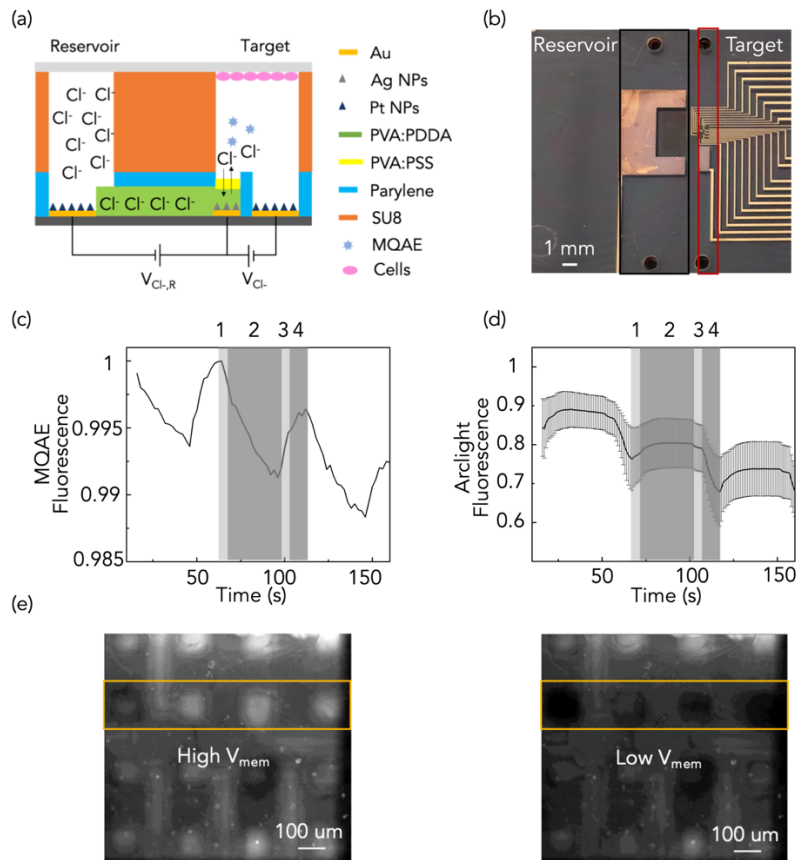 (a)
Reservoir
Target
Cl-
Cl-
Cl-
Cl-
Cl-
Cl-
Cl-
Cl-
Cl- Cl-
Cl- Cl- Cl- Cl-
V_Cl-,R
V_Cl-
Au
Ag NPs
Pt NPs
PVA:PDDA
PVA:PSS
Parylene
SU8
MQAE
Cells
(b)
Reservoir
Target
1 mm
(c)
1 2 3 4
1
0.995
0.99
0.985
MQAE
Fluorescence
50 100 150
Time (s)
(d)
1 2 3 4
1
0.9
0.8
0.7
0.6
Arclight
Fluorescence
50 100 150
Time (s)
(e)
High Vmem
100 um
Low Vmem
100 um